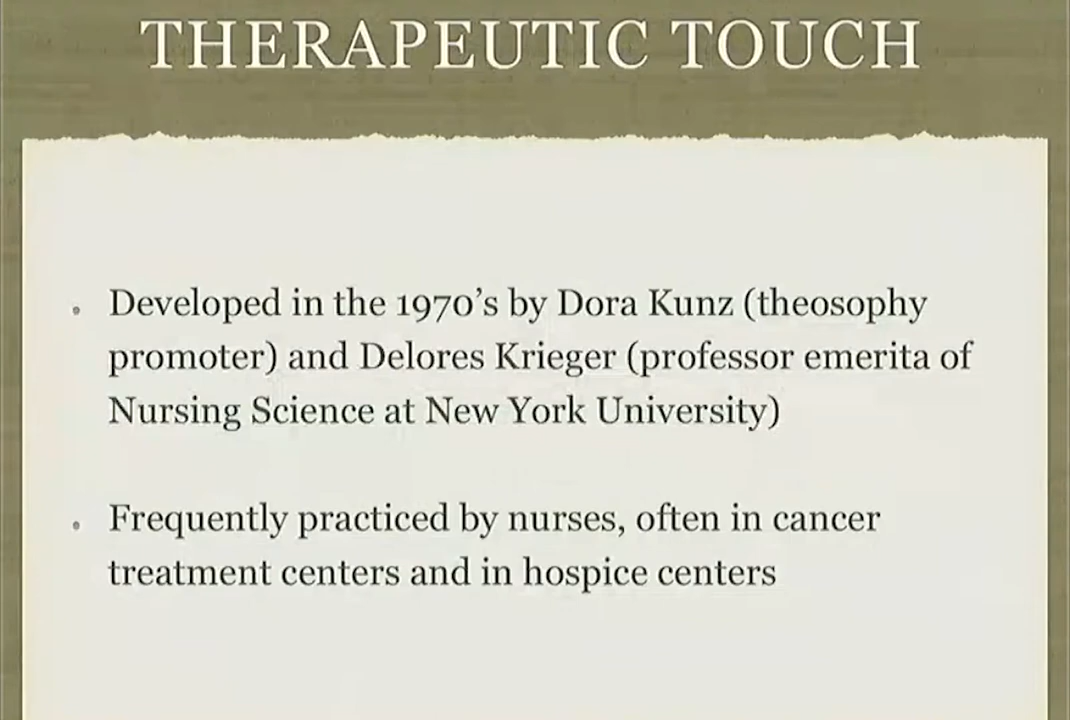 THERAPEUTIC TOUCH
• Developed in the 1970’s by Dora Kunz (theosophy
promoter) and Delores Krieger (professor emerita of
Nursing Science at New York University)
• Frequently practiced by nurses, often in cancer
treatment centers and in hospice centers